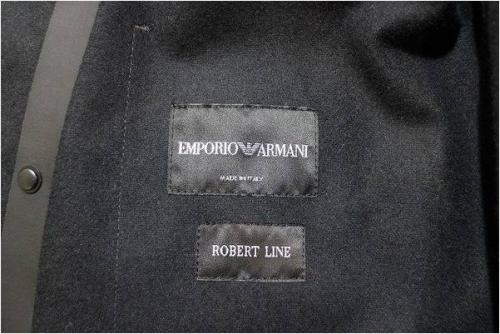 EMPORIO ARMANI
MADE IN ITALY
ROBERT LINE